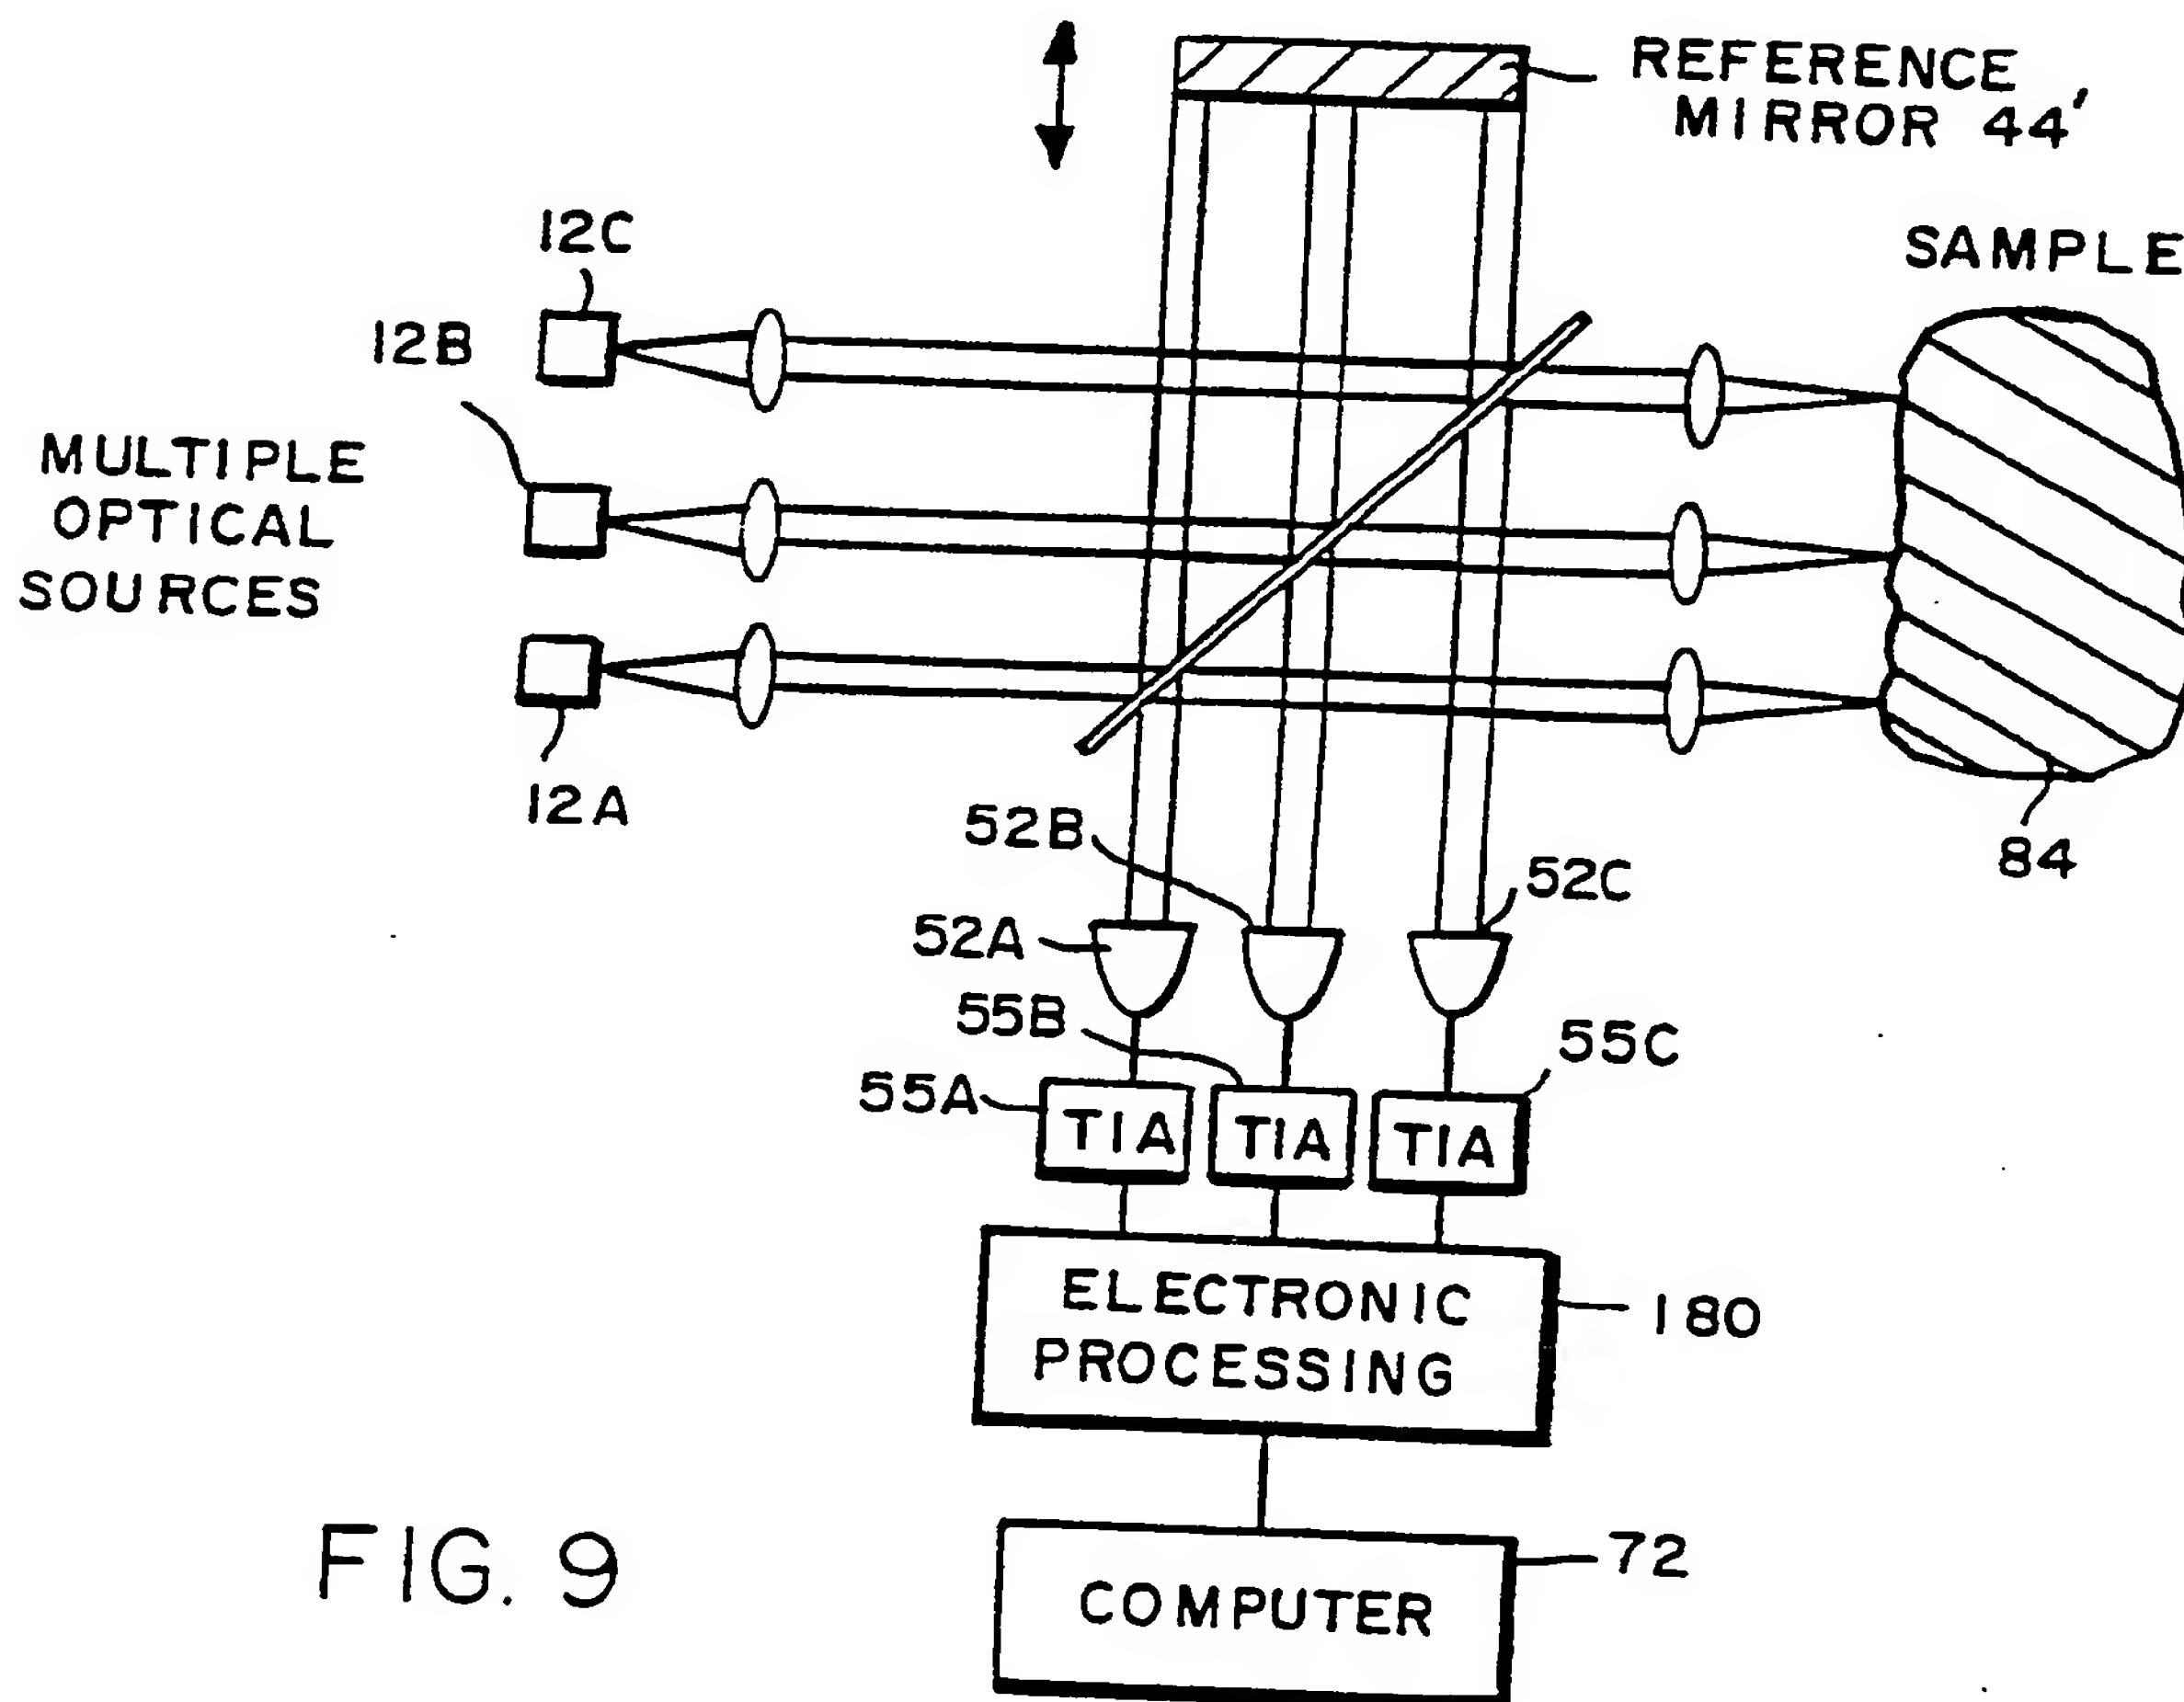 REFERENCE
MIRROR 44'
SAMPLE
12C
12B
MULTIPLE
OPTICAL
SOURCES
12A
84
52B
52C
52A
55B
55C
55A
TIA
TIA
TIA
ELECTRONIC
PROCESSING
180
72
COMPUTER
FIG. 9